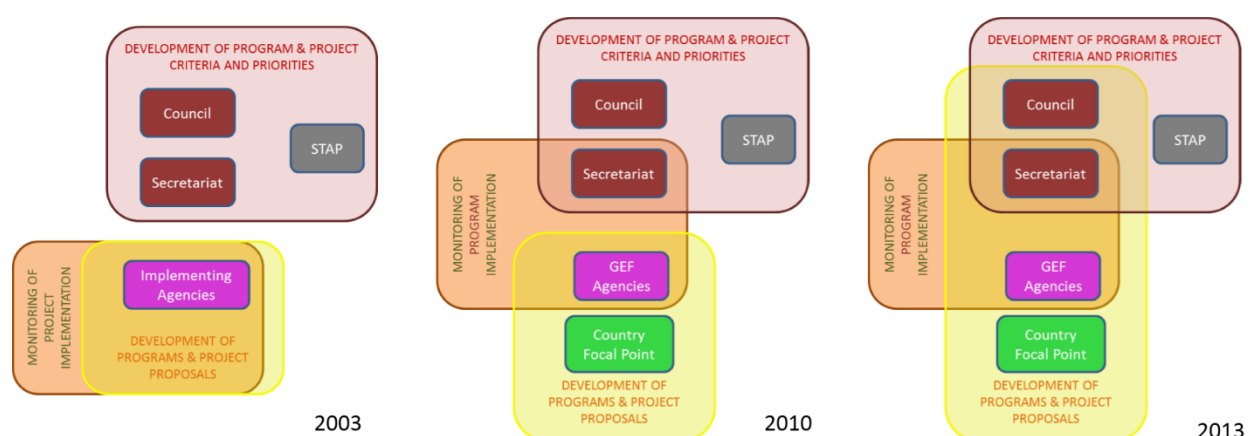 DEVELOPMENT OF PROGRAM & PROJECT
CRITERIA AND PRIORITIES
Council
STAP
Secretariat
MONITORING OF
PROJECT
IMPLEMENTATION
Implementing
Agencies
DEVELOPMENT OF
PROGRAMS & PROJECT
PROPOSALS
2003
DEVELOPMENT OF PROGRAM & PROJECT
CRITERIA AND PRIORITIES
Council
STAP
Secretariat
MONITORING OF
PROGRAM
IMPLEMENTATION
GEF
Agencies
Country
Focal Point
DEVELOPMENT OF
PROGRAMS & PROJECT
PROPOSALS
2010
DEVELOPMENT OF PROGRAM & PROJECT
CRITERIA AND PRIORITIES
Council
STAP
Secretariat
MONITORING OF
PROGRAM
IMPLEMENTATION
GEF
Agencies
Country
Focal Point
DEVELOPMENT OF
PROGRAMS & PROJECT
PROPOSALS
2013